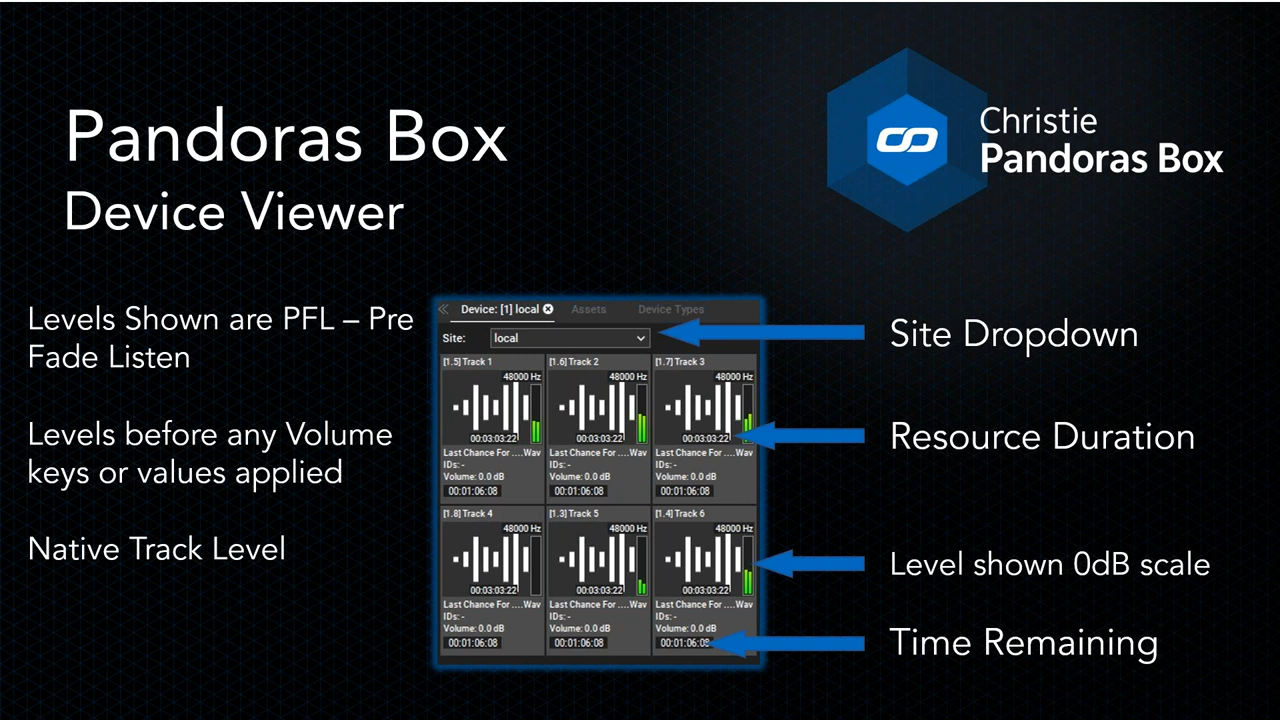 Pandoras Box
Device Viewer
Christie
Pandoras Box
Levels Shown are PFL – Pre
Fade Listen
Levels before any Volume
keys or values applied
Native Track Level
Device: [1] local
Assets
Device Types
Site:
local
[1.5] Track 1
48000 Hz
00:03:03:22
Last Chance For ....Wav
IDs: -
Volume: 0.0 dB
00:01:06:08
[1.6] Track 2
48000 Hz
00:03:03:22
Last Chance For ....Wav
IDs: -
Volume: 0.0 dB
00:01:06:08
[1.7] Track 3
48000 Hz
00:03:03:22
Last Chance For ....Wav
IDs: -
Volume: 0.0 dB
00:01:06:08
[1.8] Track 4
48000 Hz
00:03:03:22
Last Chance For ....Wav
IDs: -
Volume: 0.0 dB
00:01:06:08
[1.3] Track 5
48000 Hz
00:03:03:22
Last Chance For ....Wav
IDs: -
Volume: 0.0 dB
00:01:06:08
[1.4] Track 6
48000 Hz
00:03:03:22
Last Chance For ....Wav
IDs: -
Volume: 0.0 dB
00:01:06:08
Site Dropdown
Resource Duration
Level shown 0dB scale
Time Remaining